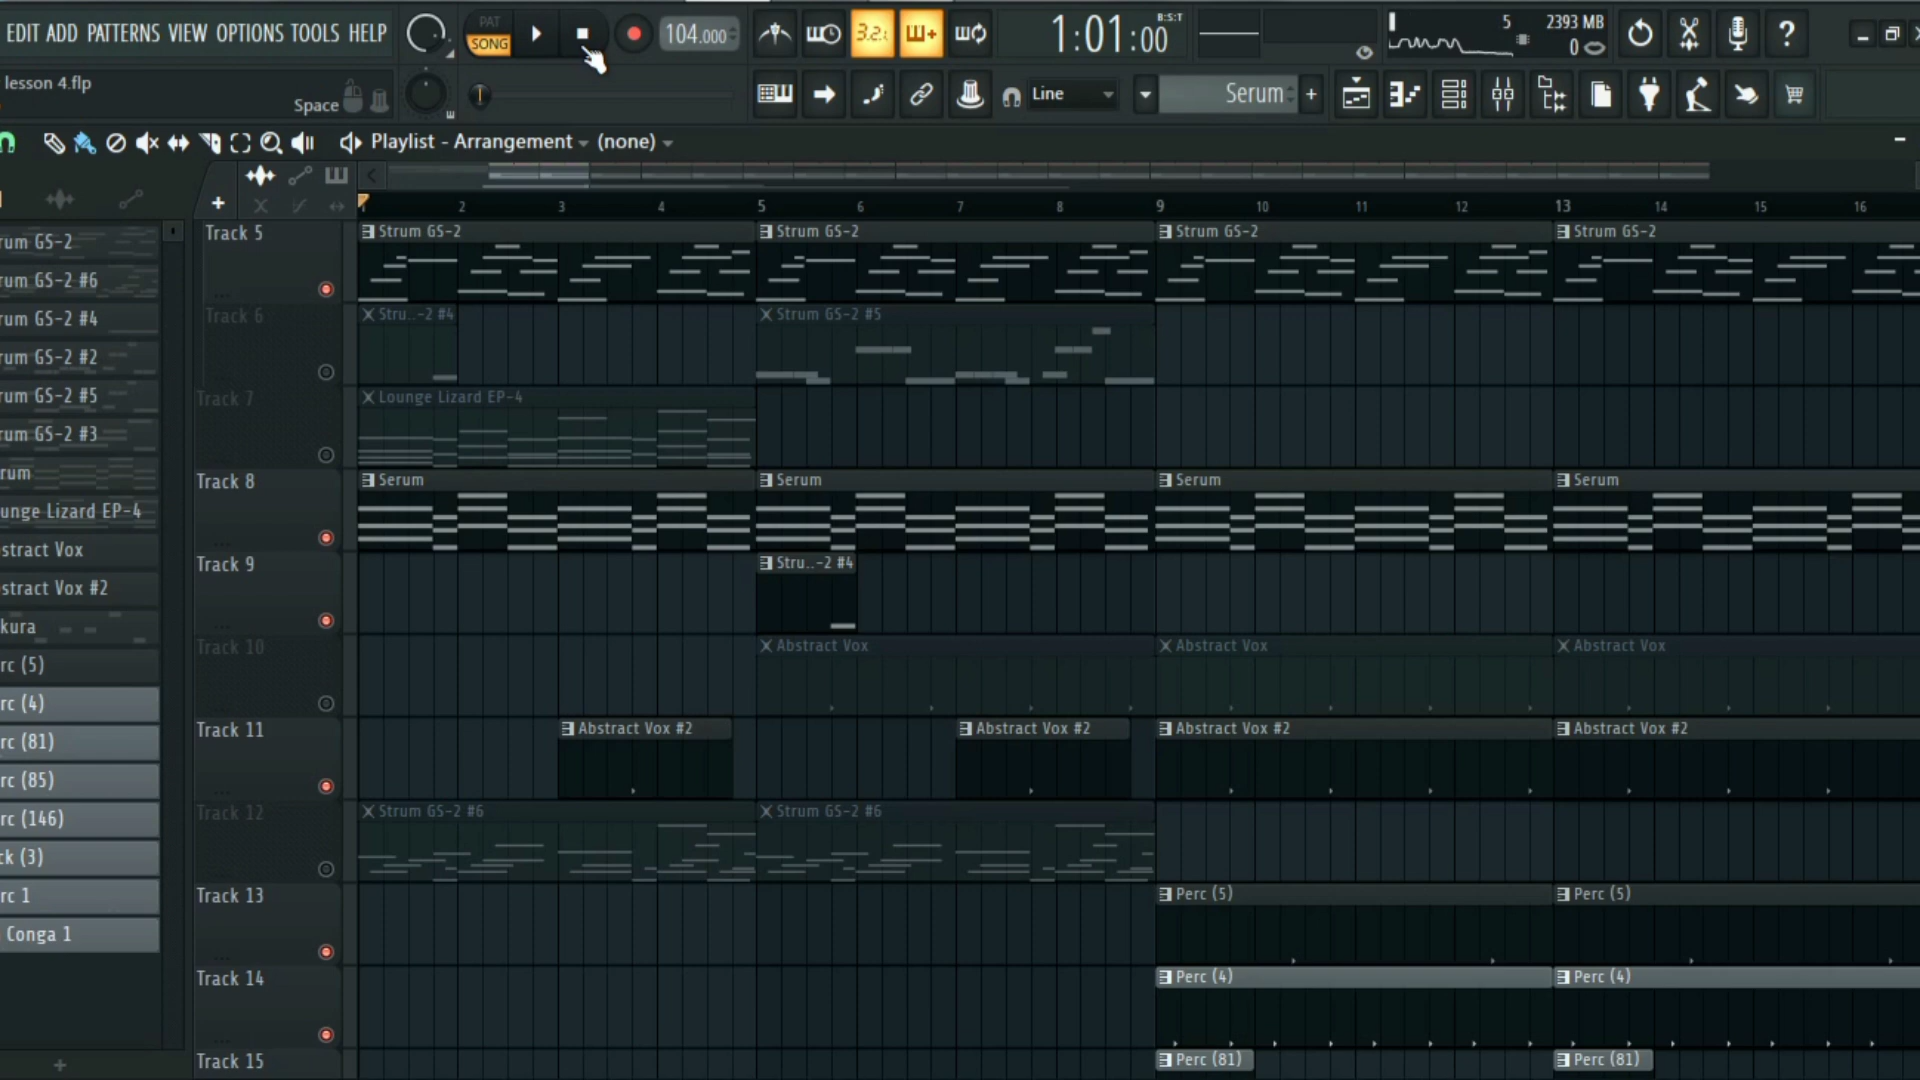 EDIT ADD PATTERNS VIEW OPTIONS TOOLS HELP
PAT
SONG
104.000
3.2.
1:01:00
B:S:T
5
2393 MB
0
lesson 4.flp
Space
Line
Serum
Playlist - Arrangement (none)
1 2 3 4 5 6 7 8 9 10 11 12 13 14 15 16
rum GS-2
rum GS-2 #6
rum GS-2 #4
rum GS-2 #2
rum GS-2 #5
rum GS-2 #3
rum
unge Lizard EP-4
stract Vox
stract Vox #2
kura
rc (5)
rc (4)
rc (81)
rc (85)
rc (146)
ck (3)
rc 1
Conga 1
Track 5
Strum GS-2 Strum GS-2 Strum GS-2 Strum GS-2
Track 6
Stru..-2 #4 Strum GS-2 #5
Track 7
Lounge Lizard EP-4
Track 8
Serum Serum Serum Serum
Track 9
Stru..-2 #4
Track 10
Abstract Vox Abstract Vox Abstract Vox
Track 11
Abstract Vox #2 Abstract Vox #2 Abstract Vox #2 Abstract Vox #2
Track 12
Strum GS-2 #6 Strum GS-2 #6
Track 13
Perc (5) Perc (5)
Track 14
Perc (4) Perc (4)
Track 15
Perc (81) Perc (81)